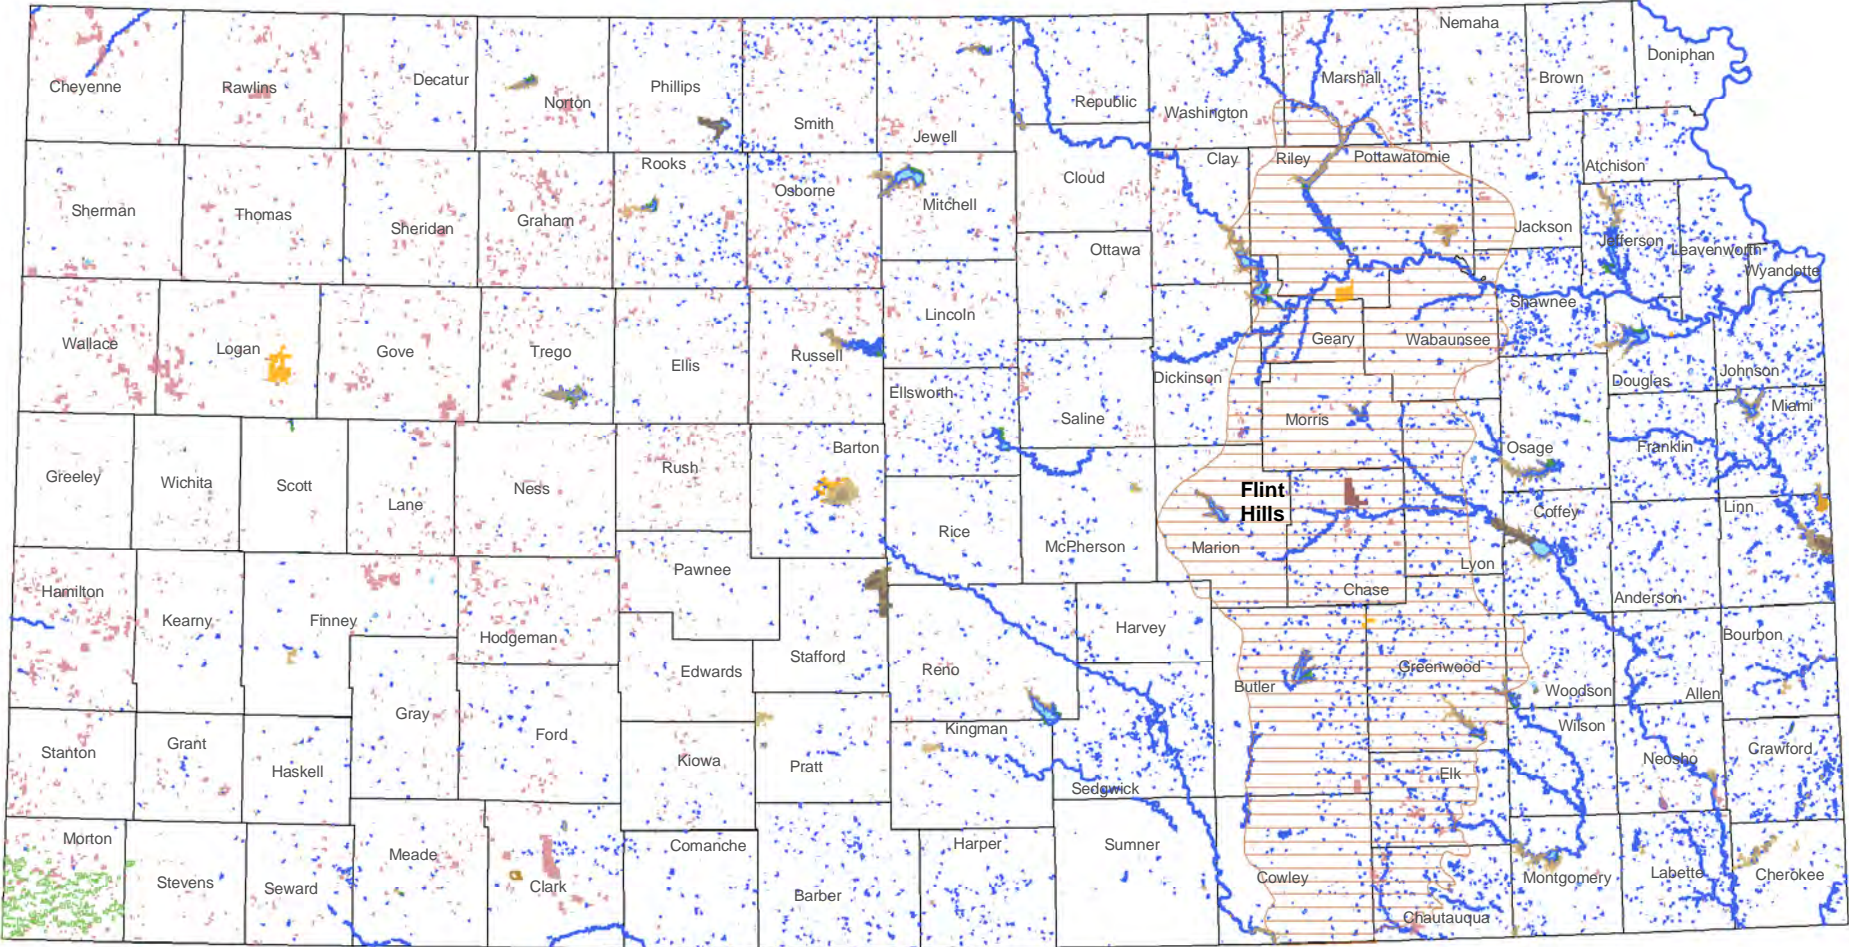 Nemaha
Doniphan
Cheyenne
Rawlins
Decatur
Norton
Phillips
Smith
Jewell
Republic
Washington
Marshall
Brown
Sherman
Thomas
Sheridan
Graham
Rooks
Osborne
Mitchell
Cloud
Clay
Riley
Pottawatomie
Jackson
Atchison
Jefferson
Leavenworth
Wyandotte
Ottawa
Wallace
Logan
Gove
Trego
Ellis
Russell
Lincoln
Ellsworth
Saline
Dickinson
Geary
Wabaunsee
Shawnee
Douglas
Johnson
Miami
Morris
Osage
Franklin
Greeley
Wichita
Scott
Lane
Ness
Rush
Barton
Rice
McPherson
Flint
Hills
Marion
Chase
Lyon
Coffey
Linn
Anderson
Hamilton
Kearny
Finney
Hodgeman
Pawnee
Edwards
Stafford
Reno
Harvey
Butler
Greenwood
Woodson
Allen
Bourbon
Stanton
Grant
Haskell
Gray
Ford
Kiowa
Pratt
Kingman
Sedgwick
Elk
Wilson
Neosho
Crawford
Morton
Stevens
Seward
Meade
Clark
Comanche
Barber
Harper
Sumner
Cowley
Chautauqua
Montgomery
Labette
Cherokee